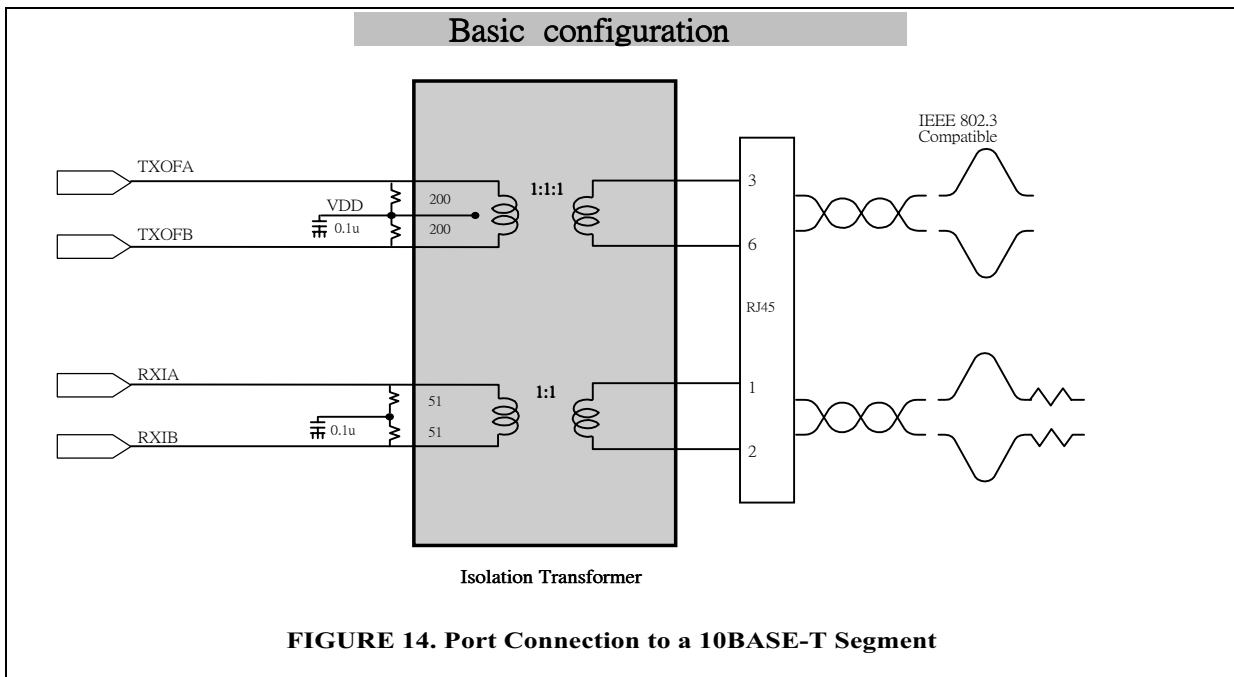 Basic configuration
IEEE 802.3
Compatible
TXOFA
1:1:1
3
200
VDD
0.1u
200
TXOFB
6
RJ45
RXIA
1:1
1
51
0.1u
51
RXIB
2
Isolation Transformer
FIGURE 14. Port Connection to a 10BASE-T Segment